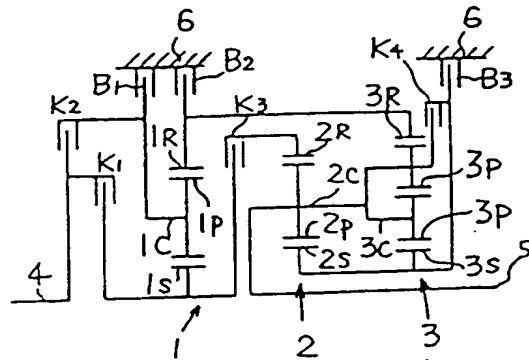 6 6
K4
B1 B2 B3
K2 K3 3R
1R 2R
K1 1P 2C 3P
1C 2P 3C 3P
1S 2S 3S 5
4
1 2 3